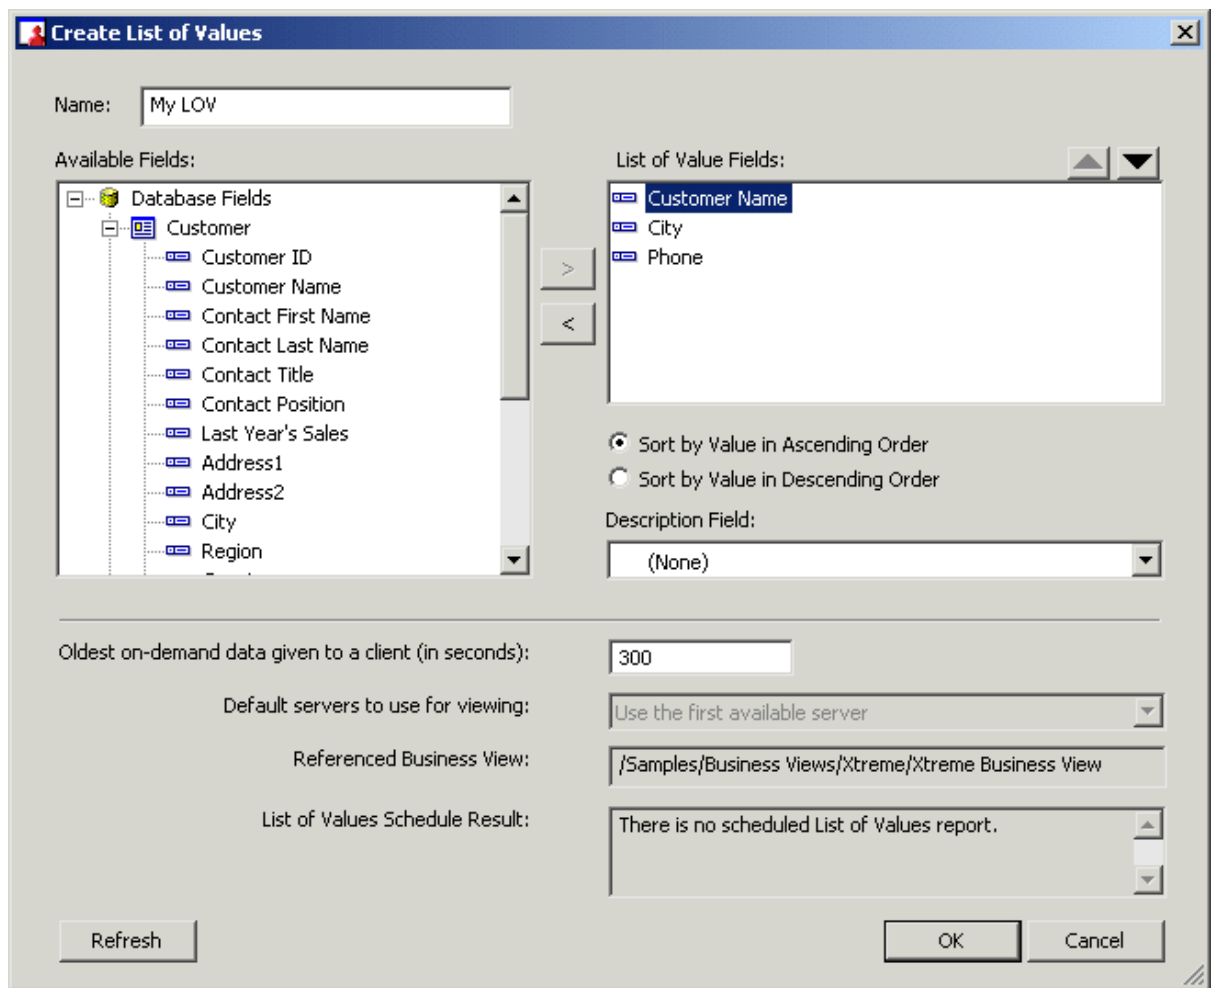 Create List of Values
Name:
My LOV
Available Fields:
List of Value Fields:
Database Fields
Customer
Customer ID
Customer Name
Contact First Name
Contact Last Name
Contact Title
Contact Position
Last Year's Sales
Address1
Address2
City
Region
>
<
Customer Name
City
Phone
Sort by Value in Ascending Order
Sort by Value in Descending Order
Description Field:
(None)
Oldest on-demand data given to a client (in seconds):
300
Default servers to use for viewing:
Use the first available server
Referenced Business View:
/Samples/Business Views/Xtreme/Xtreme Business View
List of Values Schedule Result:
There is no scheduled List of Values report.
Refresh
OK
Cancel